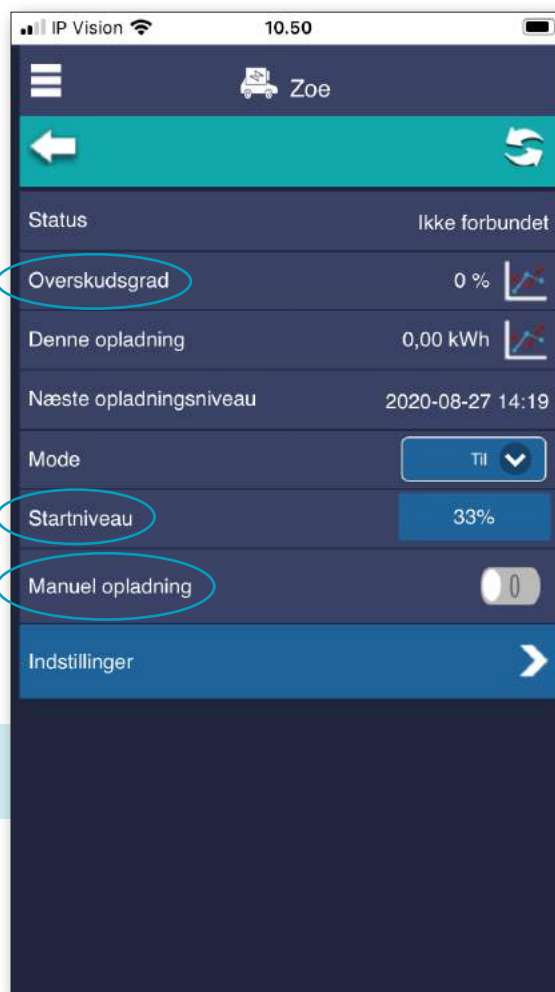 IP Vision 10.50
Zoe
Status Ikke forbundet
Overskudsgrad 0 %
Denne opladning 0,00 kWh
Næste opladningsniveau 2020-08-27 14:19
Mode Til
Startniveau 33%
Manuel opladning 0
Indstillinger